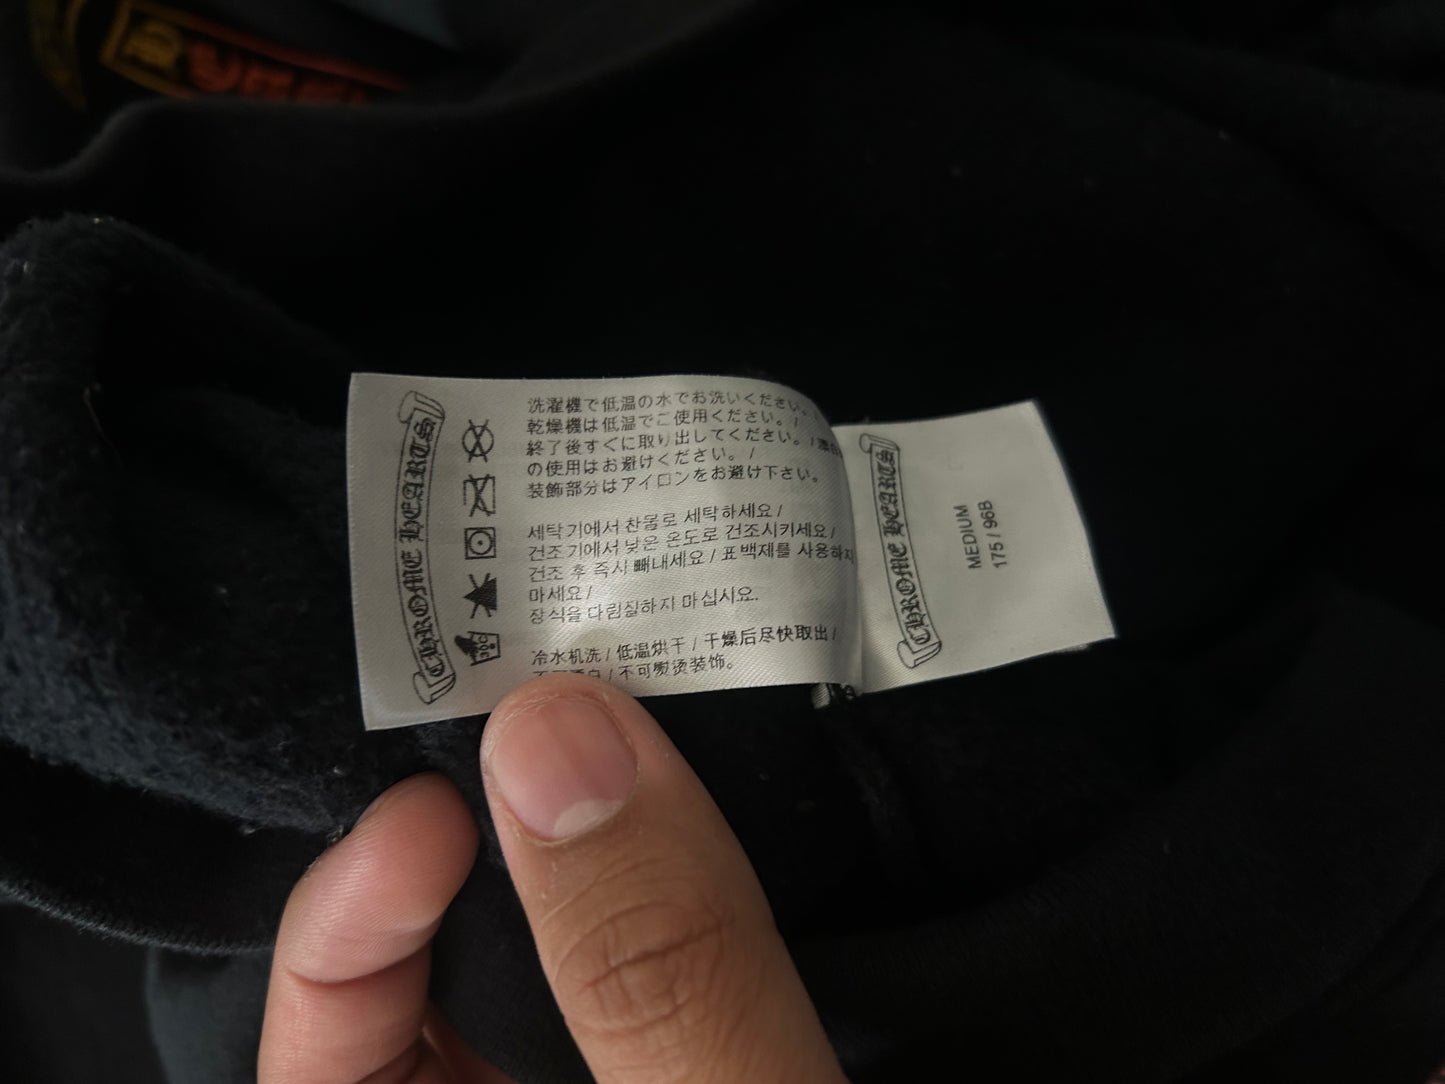 CHROME HEARTS
洗濯機で低温の水でお洗いください。/
乾燥機は低温でご使用ください。/
終了後すぐに取り出してください。/ 漂白
の使用はお避けください。/
装飾部分はアイロンをお避け下さい。
세탁기에서 찬물로 세탁하세요 /
건조기에서 낮은 온도로 건조시키세요 /
건조 후 즉시 빼내세요 / 표백제를 사용하지
마세요 /
장식을 다림질하지 마십시요.
冷水机洗 / 低温烘干 / 干燥后尽快取出 /
/ 不可熨烫装饰。
CHROME HEARTS
MEDIUM
175 / 96B